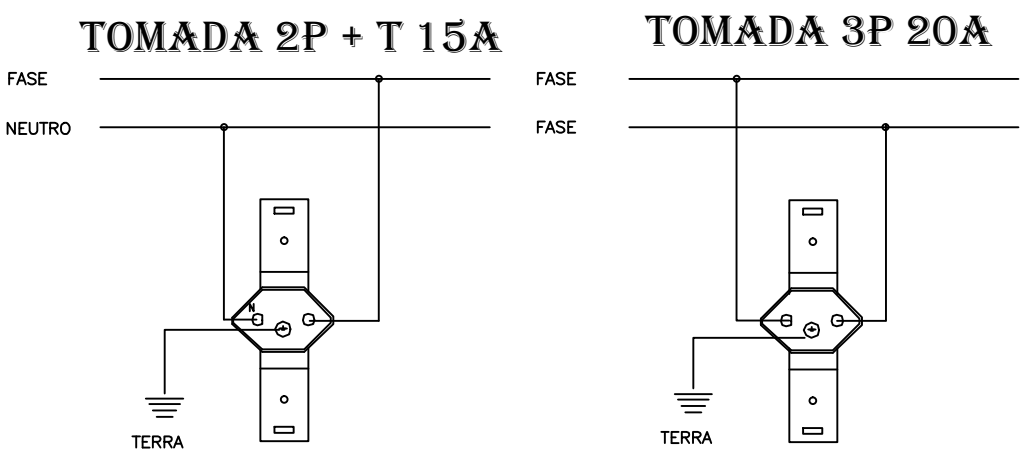 TOMADA 2P + T 15A
FASE
NEUTRO
N
TERRA
TOMADA 3P 20A
FASE
FASE
TERRA